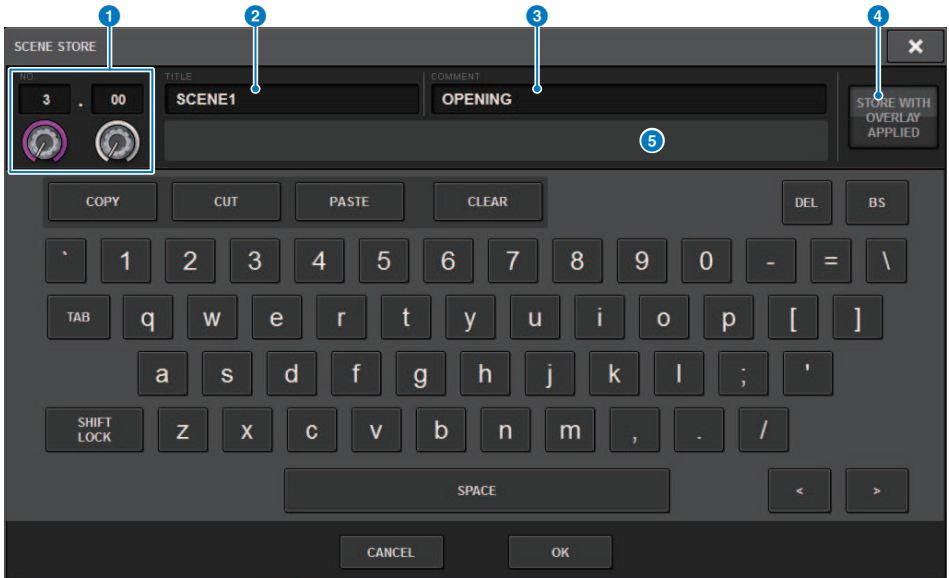 1 2 3 4
SCENE STORE ×
NO. TITLE COMMENT
3 . 00 SCENE1 OPENING
STORE WITH
OVERLAY
APPLIED
5
COPY CUT PASTE CLEAR DEL BS
` 1 2 3 4 5 6 7 8 9 0 - = \
TAB q w e r t y u i o p [ ]
a s d f g h j k l ; '
SHIFT
LOCK
z x c v b n m , . /
SPACE < >
CANCEL OK